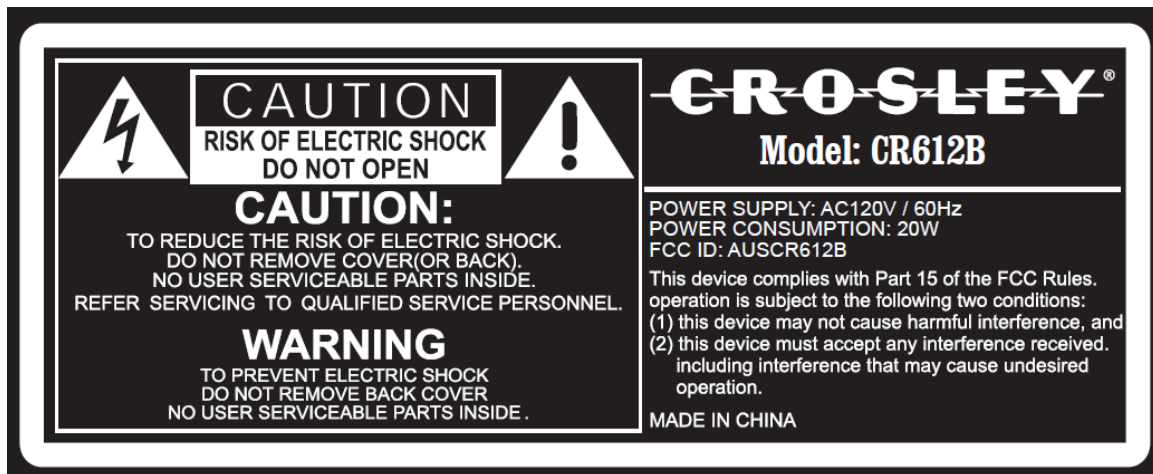 CAUTION
RISK OF ELECTRIC SHOCK
DO NOT OPEN
CAUTION:
TO REDUCE THE RISK OF ELECTRIC SHOCK.
DO NOT REMOVE COVER(OR BACK).
NO USER SERVICEABLE PARTS INSIDE.
REFER SERVICING TO QUALIFIED SERVICE PERSONNEL.
WARNING
TO PREVENT ELECTRIC SHOCK
DO NOT REMOVE BACK COVER
NO USER SERVICEABLE PARTS INSIDE .
CROSLEY®
Model: CR612B
POWER SUPPLY: AC120V / 60Hz
POWER CONSUMPTION: 20W
FCC ID: AUSCR612B
This device complies with Part 15 of the FCC Rules.
operation is subject to the following two conditions:
(1) this device may not cause harmful interference, and
(2) this device must accept any interference received.
including interference that may cause undesired
operation.
MADE IN CHINA